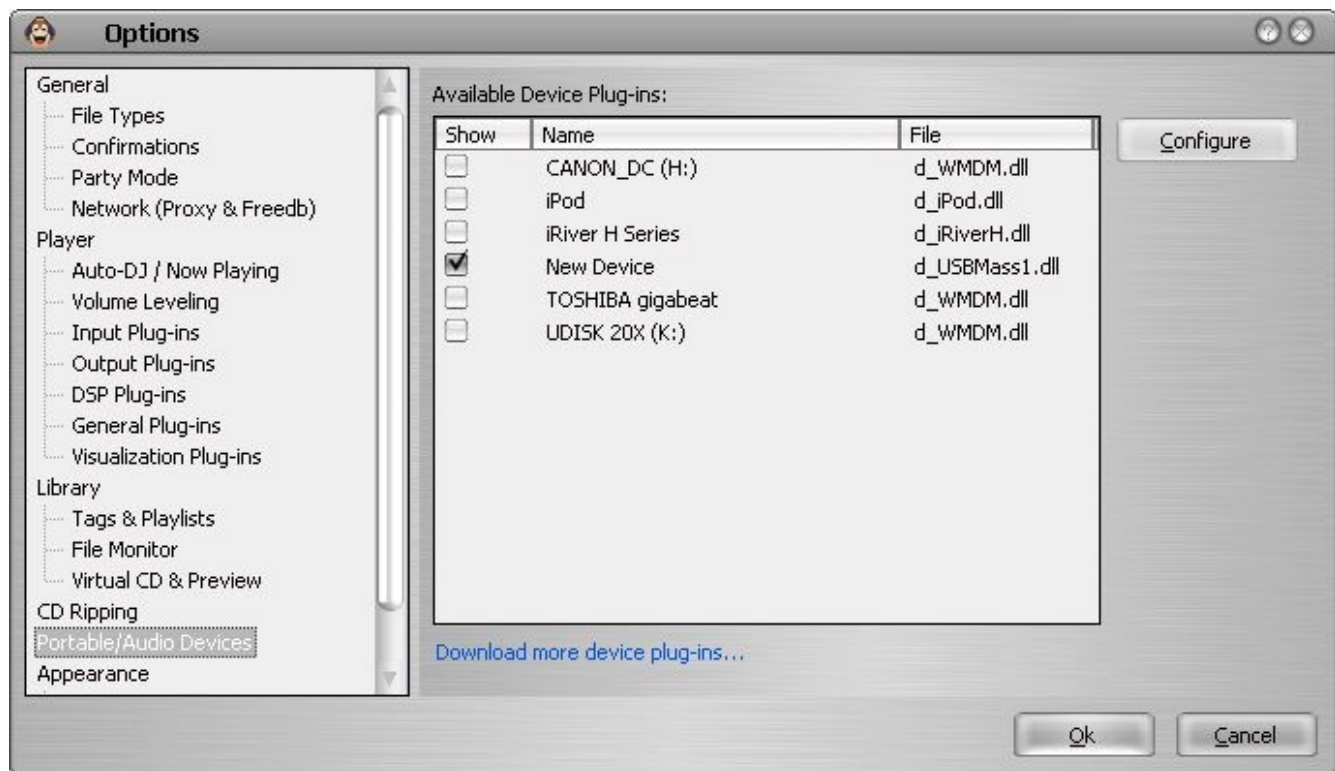 Options
General
File Types
Confirmations
Party Mode
Network (Proxy & Freedb)
Player
Auto-DJ / Now Playing
Volume Leveling
Input Plug-ins
Output Plug-ins
DSP Plug-ins
General Plug-ins
Visualization Plug-ins
Library
Tags & Playlists
File Monitor
Virtual CD & Preview
CD Ripping
Portable/Audio Devices
Appearance
Available Device Plug-ins:
Show Name File
CANON_DC (H:) d_WMDM.dll
iPod d_iPod.dll
iRiver H Series d_iRiverH.dll
New Device d_USBMass1.dll
TOSHIBA gigabeat d_WMDM.dll
UDISK 20X (K:) d_WMDM.dll
Download more device plug-ins...
Configure
Ok Cancel